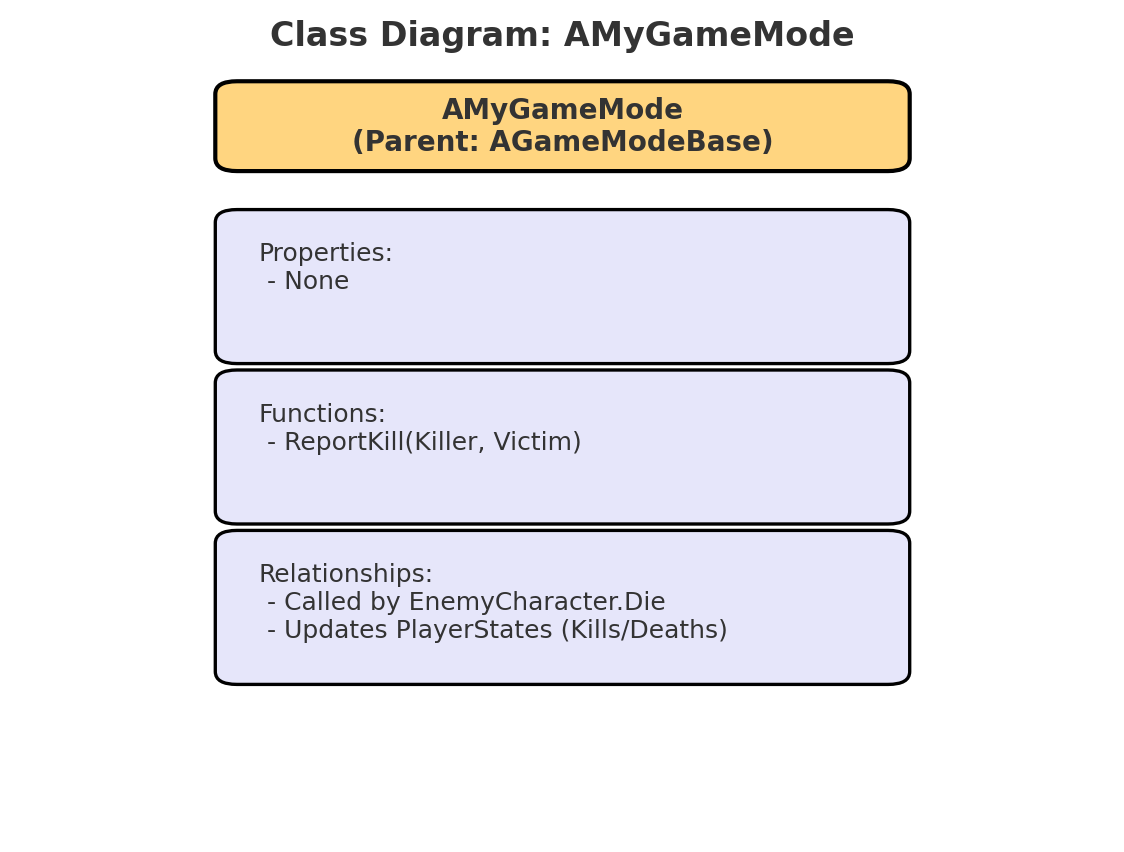 Class Diagram: AMyGameMode
AMyGameMode
(Parent: AGameModeBase)
Properties:
- None
Functions:
- ReportKill(Killer, Victim)
Relationships:
- Called by EnemyCharacter.Die
- Updates PlayerStates (Kills/Deaths)